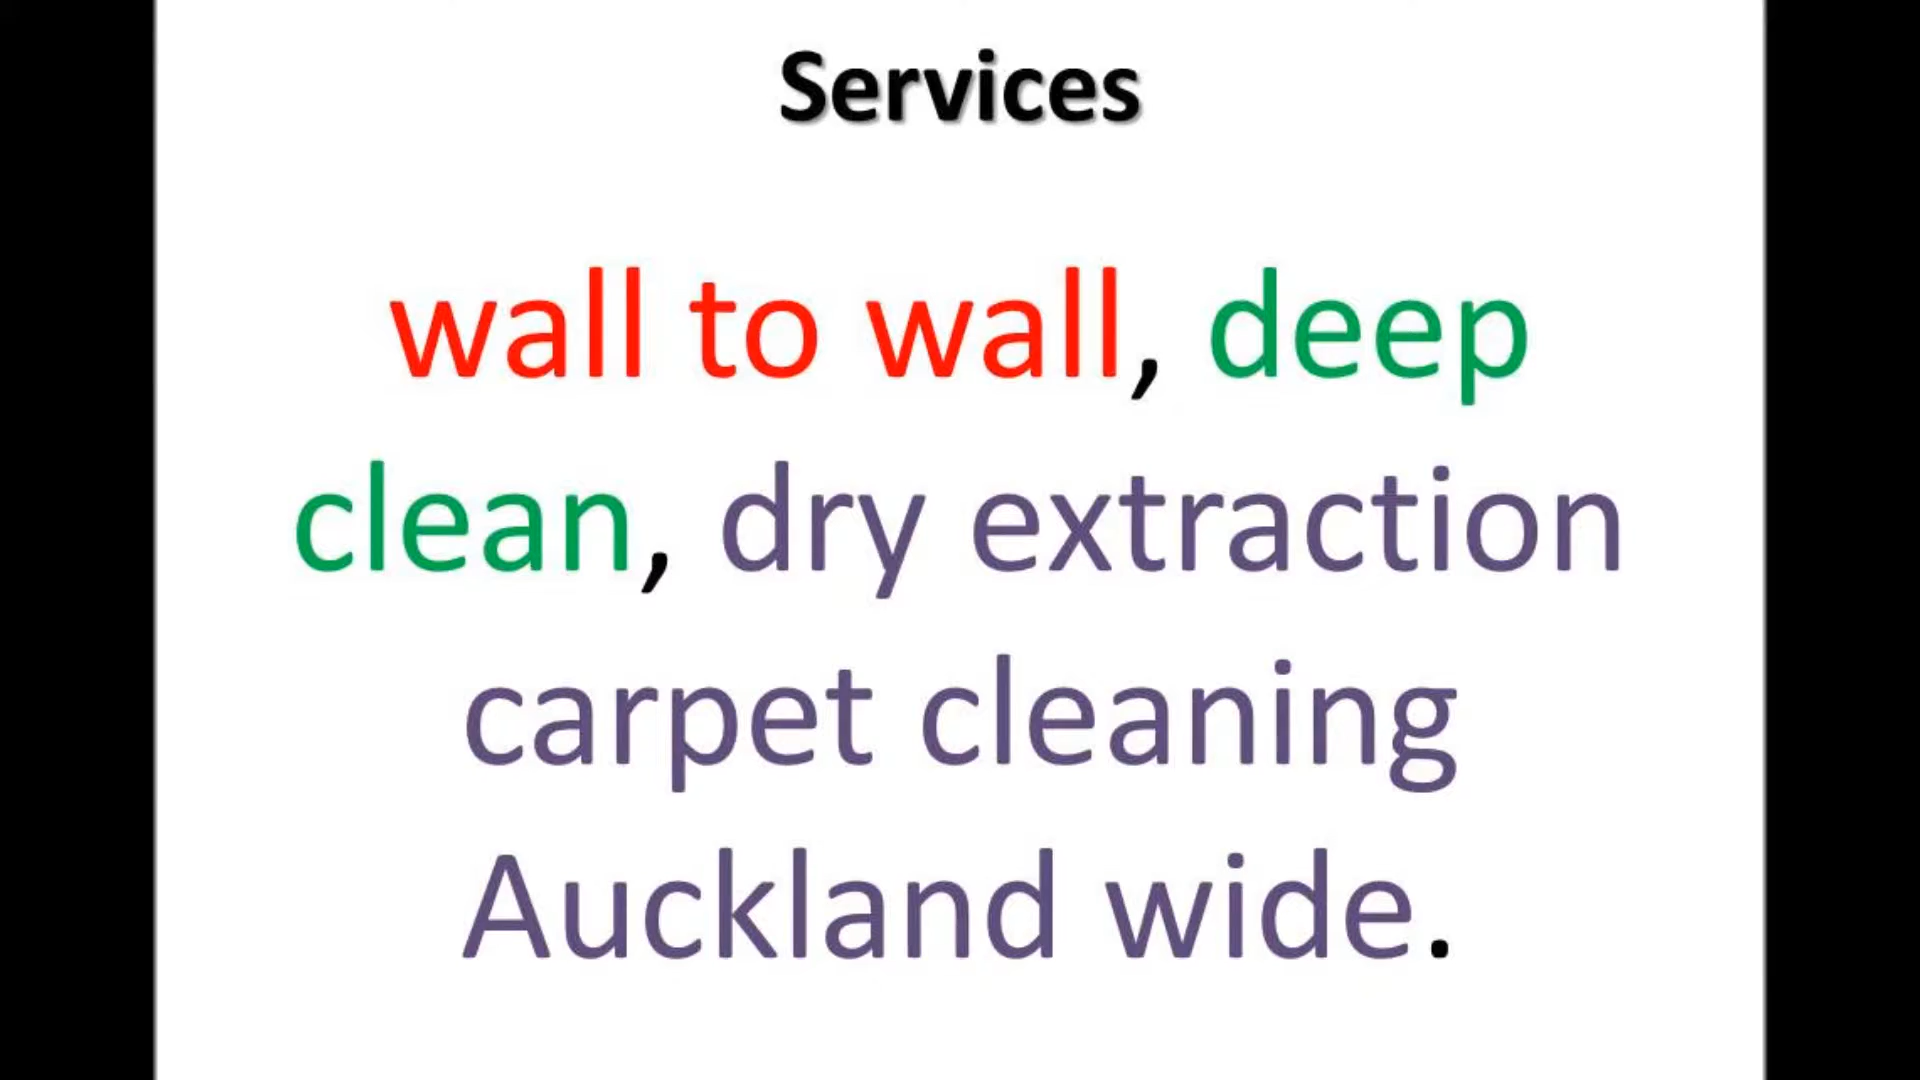 Services
wall to wall, deep
clean, dry extraction
carpet cleaning
Auckland wide.